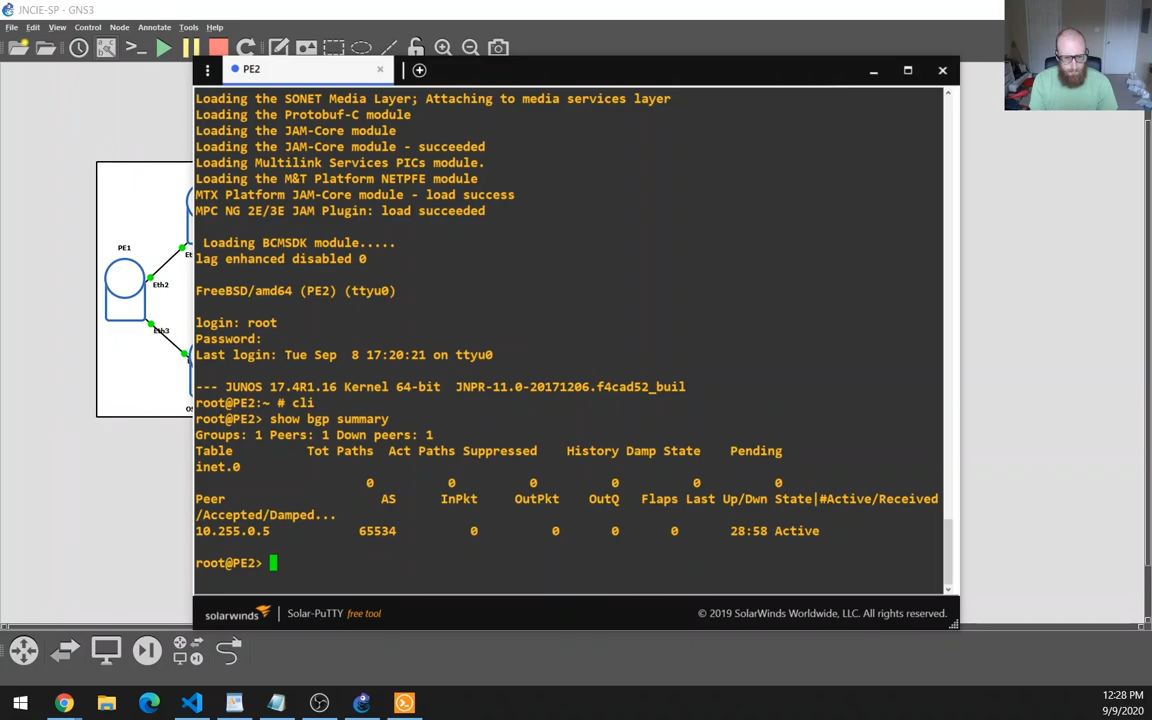 JNCIE-SP - GNS3
File Edit View Control Node Annotate Tools Help
PE2
Loading the SONET Media Layer; Attaching to media services layer
Loading the Protobuf-C module
Loading the JAM-Core module
Loading the JAM-Core module - succeeded
Loading Multilink Services PICs module.
Loading the M&T Platform NETPFE module
MTX Platform JAM-Core module - load success
MPC NG 2E/3E JAM Plugin: load succeeded
Loading BCMSDK module.....
lag enhanced disabled 0
FreeBSD/amd64 (PE2) (ttyu0)
login: root
Password:
Last login: Tue Sep  8 17:20:21 on ttyu0
--- JUNOS 17.4R1.16 Kernel 64-bit  JNPR-11.0-20171206.f4cad52_buil
root@PE2:~ # cli
root@PE2> show bgp summary
Groups: 1 Peers: 1 Down peers: 1
Table Tot Paths Act Paths Suppressed History Damp State Pending
inet.0
0 0 0 0 0 0
Peer AS InPkt OutPkt OutQ Flaps Last Up/Dwn State|#Active/Received
/Accepted/Damped...
10.255.0.5 65534 0 0 0 0 28:58 Active
root@PE2>
PE1
Eth2
Eth3
solarwinds Solar-PuTTY free tool © 2019 SolarWinds Worldwide, LLC. All rights reserved.
12:28 PM
9/9/2020